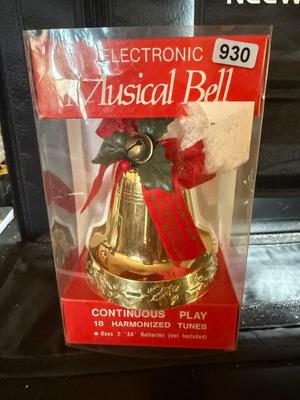 ELECTRONIC
930
Musical Bell
CONTINUOUS PLAY
18 HARMONIZED TUNES
Uses 2 "AA" Batteries (not included)